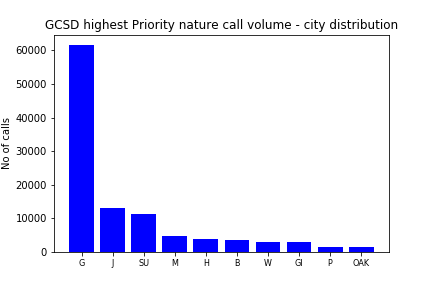 GCSD highest Priority nature call volume - city distribution
No of calls
60000
50000
40000
30000
20000
10000
0
G J SU M H B W GI P OAK